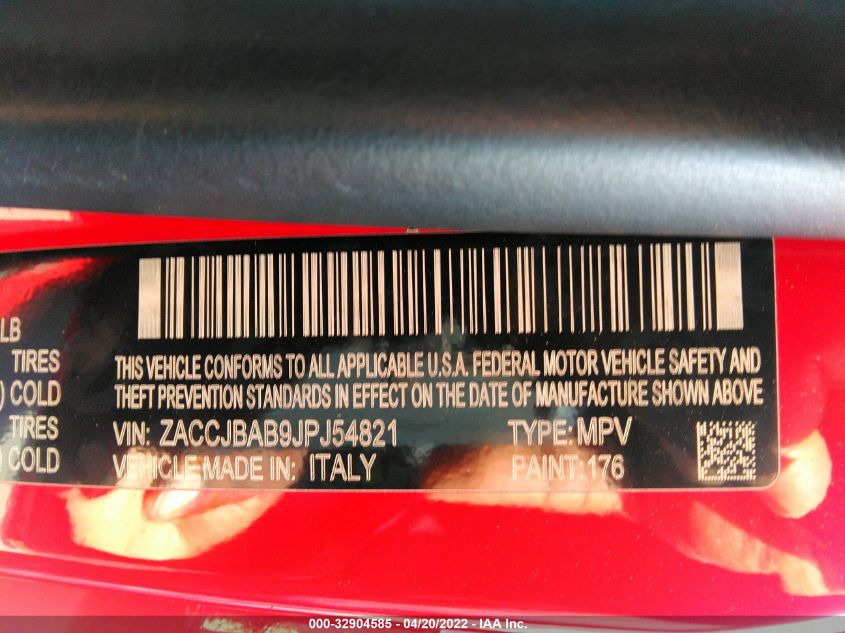 LB
TIRES
) COLD
TIRES
) COLD
THIS VEHICLE CONFORMS TO ALL APPLICABLE U.S.A. FEDERAL MOTOR VEHICLE SAFETY AND
THEFT PREVENTION STANDARDS IN EFFECT ON THE DATE OF MANUFACTURE SHOWN ABOVE
VIN: ZACCJBAB9JPJ54821 TYPE: MPV
VEHICLE MADE IN: ITALY PAINT: 176
000-32904585 - 04/20/2022 - IAA Inc.